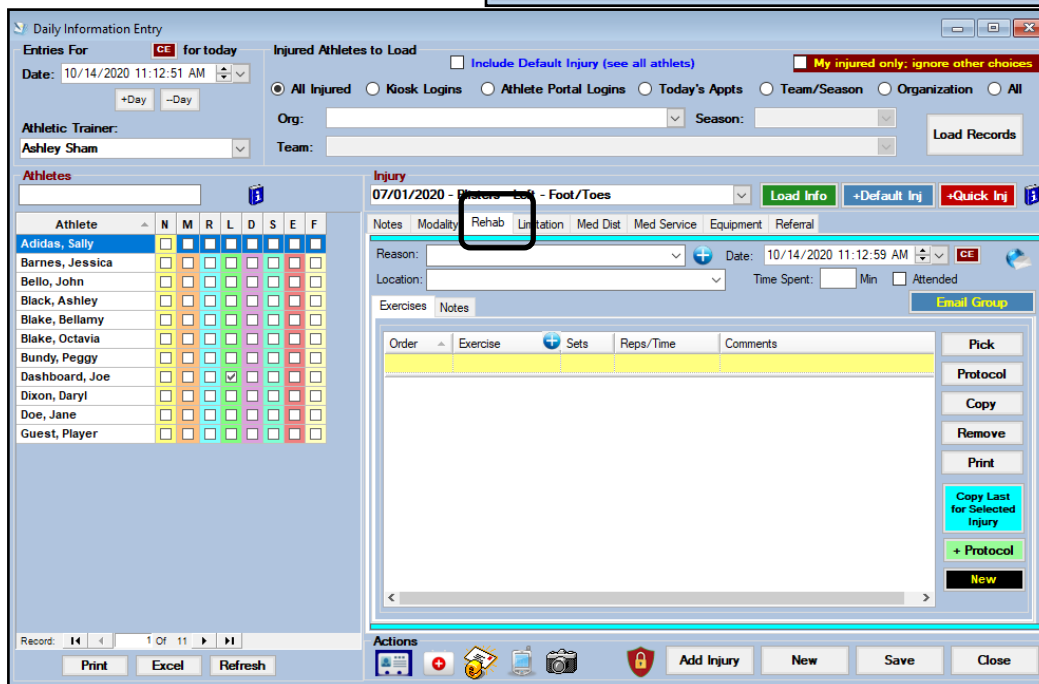 Daily Information Entry
Entries For CE for today
Date: 10/14/2020 11:12:51 AM
+Day --Day
Athletic Trainer:
Ashley Sham
Injured Athletes to Load
Include Default Injury (see all athlets)
My injured only; ignore other choices
All Injured Kiosk Logins Athlete Portal Logins Today's Appts Team/Season Organization All
Org: Season:
Team:
Load Records
Athletes
Athlete N M R L D S E F
Adidas, Sally
Barnes, Jessica
Bello, John
Black, Ashley
Blake, Bellamy
Blake, Octavia
Bundy, Peggy
Dashboard, Joe
Dixon, Daryl
Doe, Jane
Guest, Player
Record: 1 Of 11
Print Excel Refresh
Injury
07/01/2020 - Blisters - Left - Foot/Toes
Load Info +Default Inj +Quick Inj
Notes Modality Rehab Limitation Med Dist Med Service Equipment Referral
Reason: Date: 10/14/2020 11:12:59 AM CE
Location: Time Spent: Min Attended
Exercises Notes
Email Group
Order Exercise Sets Reps/Time Comments
Pick
Protocol
Copy
Remove
Print
Copy Last
for Selected
Injury
+ Protocol
New
Actions
Add Injury New Save Close